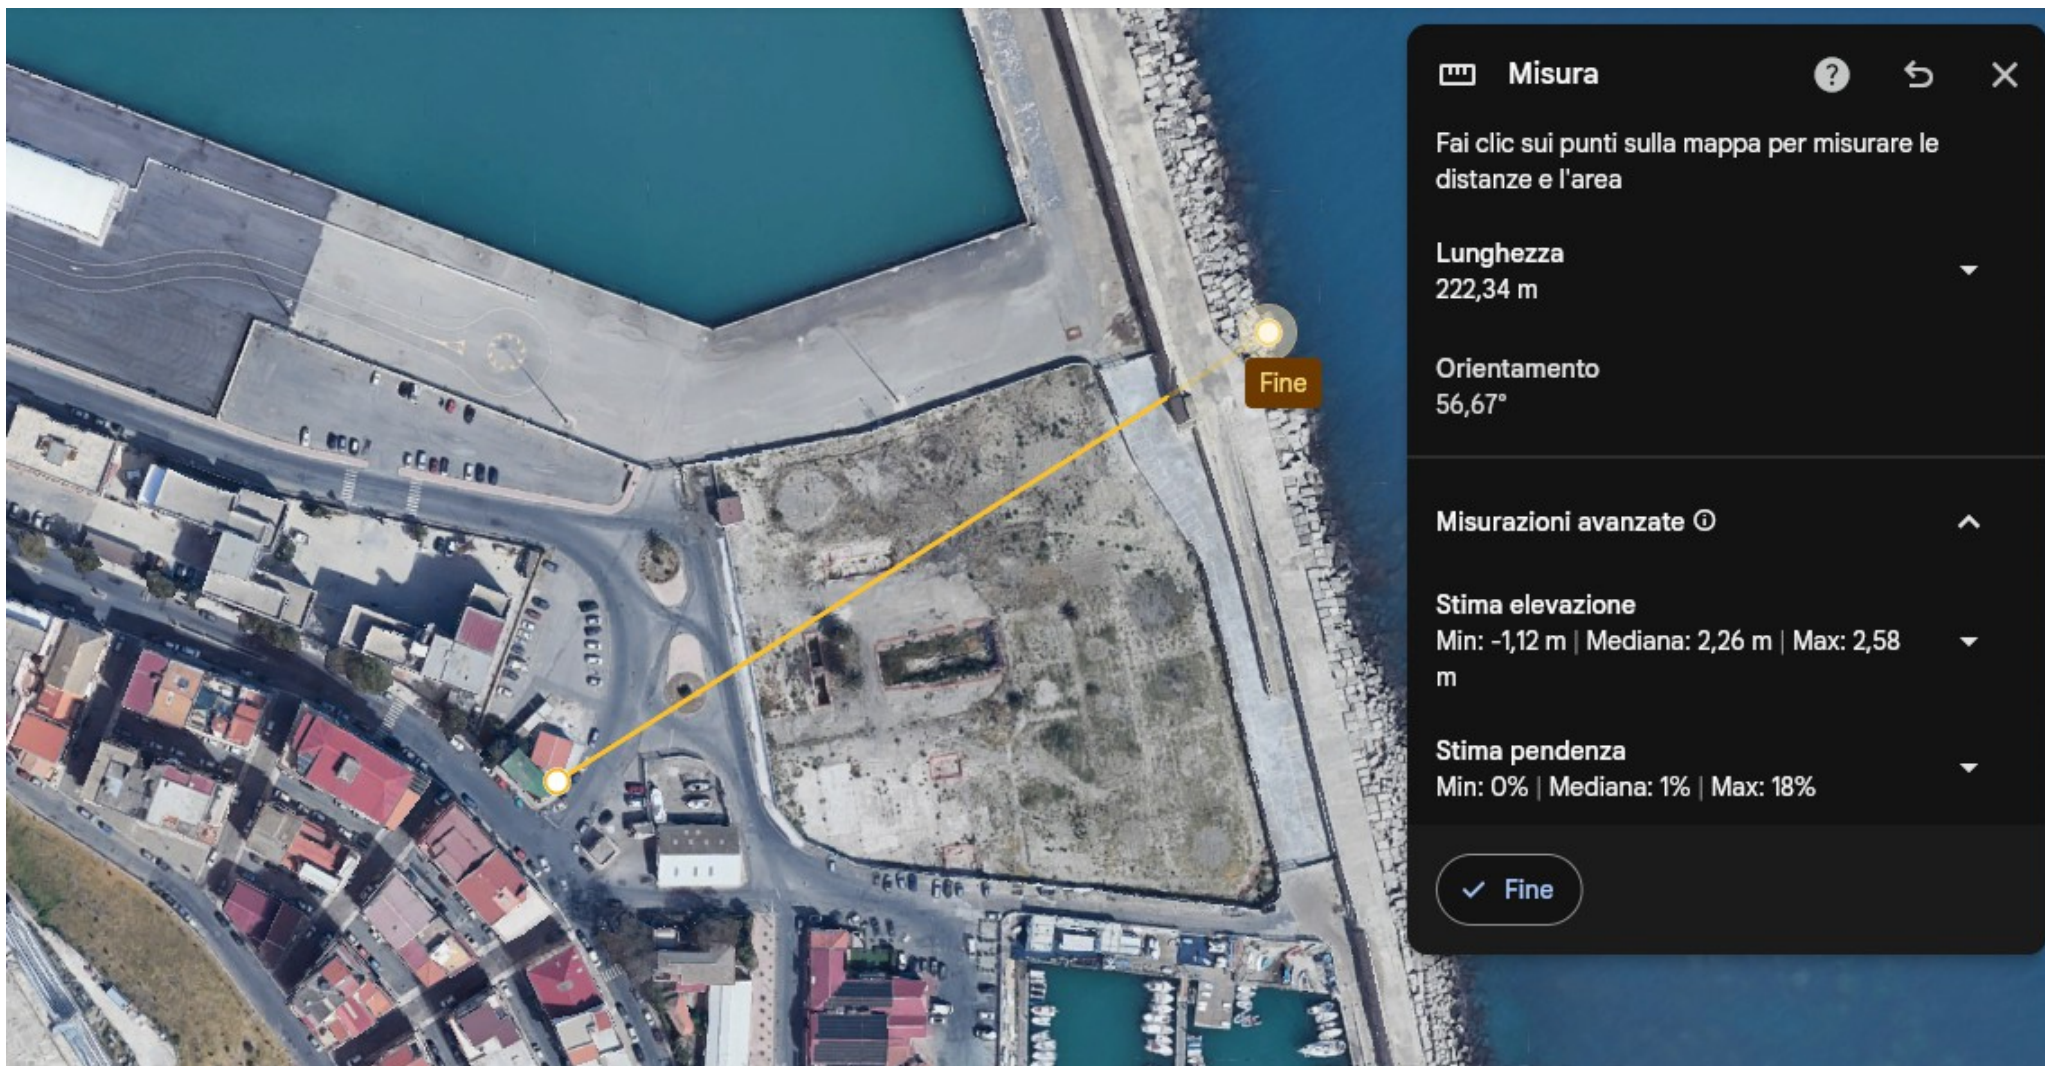 Misura
Fai clic sui punti sulla mappa per misurare le
distanze e l'area
Lunghezza
222,34 m
Orientamento
56,67°
Misurazioni avanzate
Stima elevazione
Min: -1,12 m | Mediana: 2,26 m | Max: 2,58
m
Stima pendenza
Min: 0% | Mediana: 1% | Max: 18%
Fine
Fine